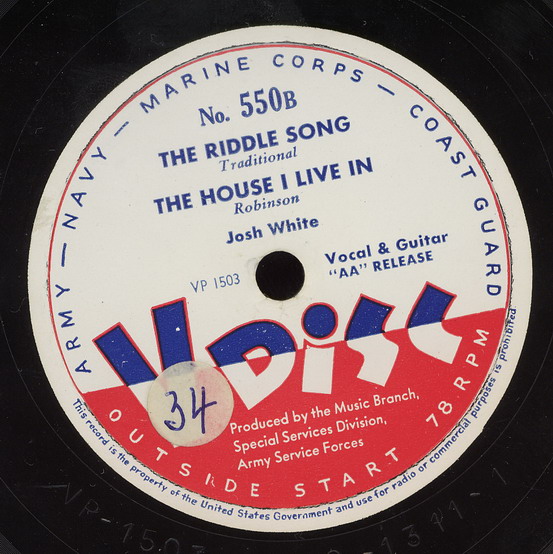 ARMY — NAVY — MARINE CORPS — COAST GUARD
No. 550B
THE RIDDLE SONG
Traditional
THE HOUSE I LIVE IN
Robinson
Josh White
VP 1503
Vocal & Guitar
"AA" RELEASE
V DISC
34
Produced by the Music Branch,
Special Services Division,
Army Service Forces
OUTSIDE START 78 RPM
This record is the property of the United States Government and use for radio or commercial purposes is prohibited
VP-1503